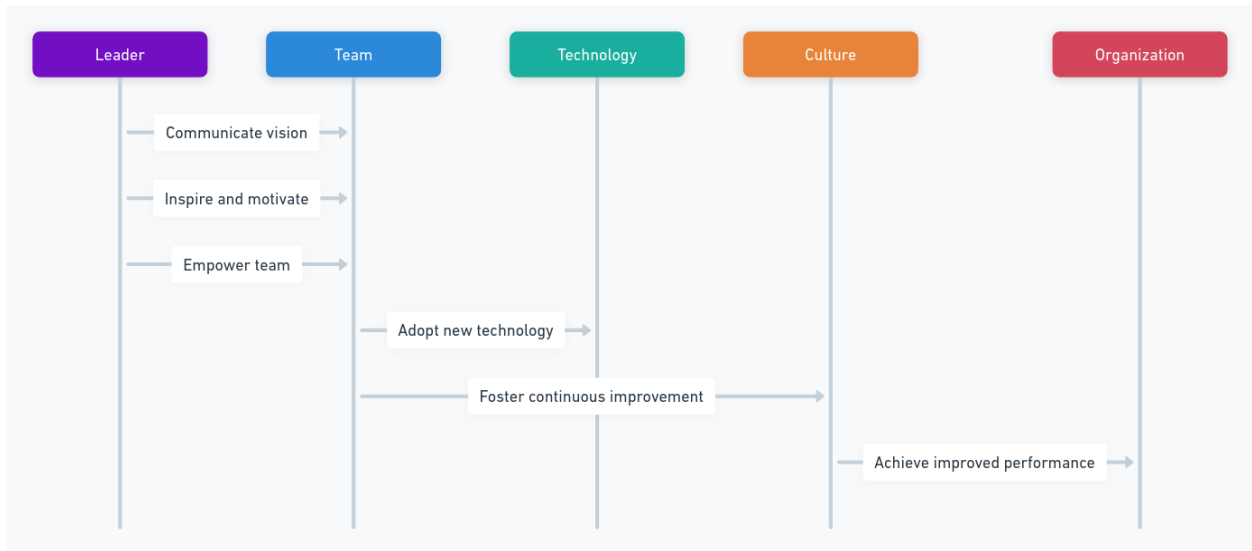 Leader
Team
Technology
Culture
Organization
Communicate vision
Inspire and motivate
Empower team
Adopt new technology
Foster continuous improvement
Achieve improved performance